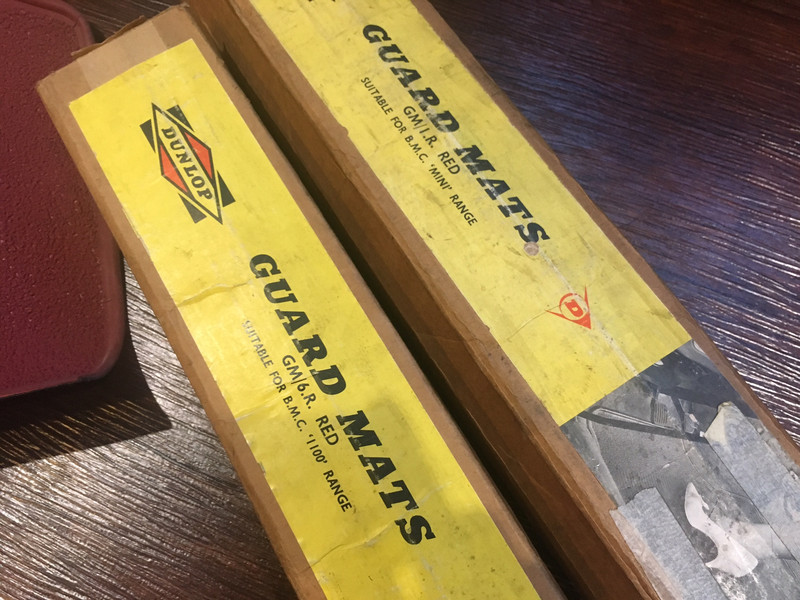 DUNLOP
GUARD MATS
GM/6.R. RED
SUITABLE FOR B.M.C. '1100' RANGE
GUARD MATS
GM/1.R. RED
SUITABLE FOR B.M.C. 'MINI' RANGE
D